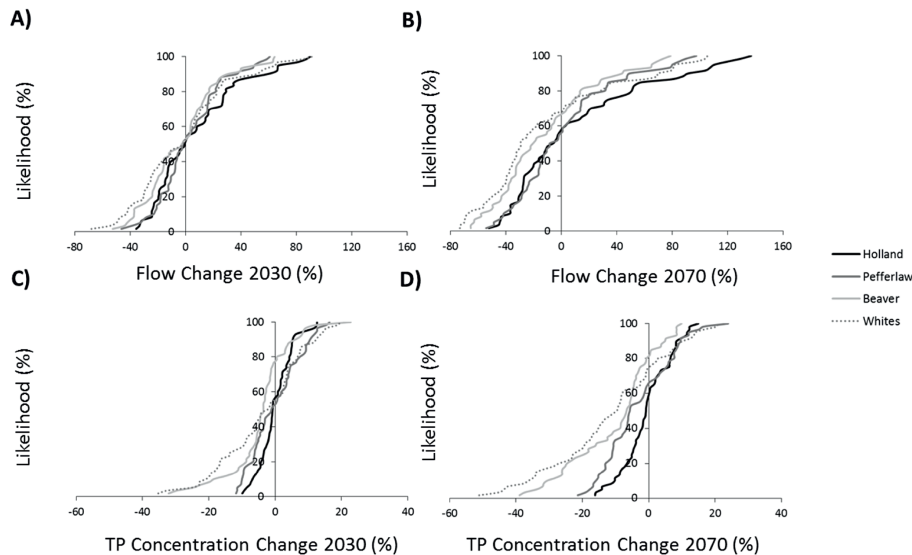 A)
Likelihood (%)
100
80
60
40
20
0
-80 -40 0 40 80 120 160
Flow Change 2030 (%)
B)
Likelihood (%)
100
80
60
40
20
0
-80 -40 0 40 80 120 160
Flow Change 2070 (%)
C)
Likelihood (%)
100
80
60
40
20
0
-60 -40 -20 0 20 40
TP Concentration Change 2030 (%)
D)
Likelihood (%)
100
80
60
40
20
0
-60 -40 -20 0 20 40
TP Concentration Change 2070 (%)
Holland
Pefferlaw
Beaver
Whites